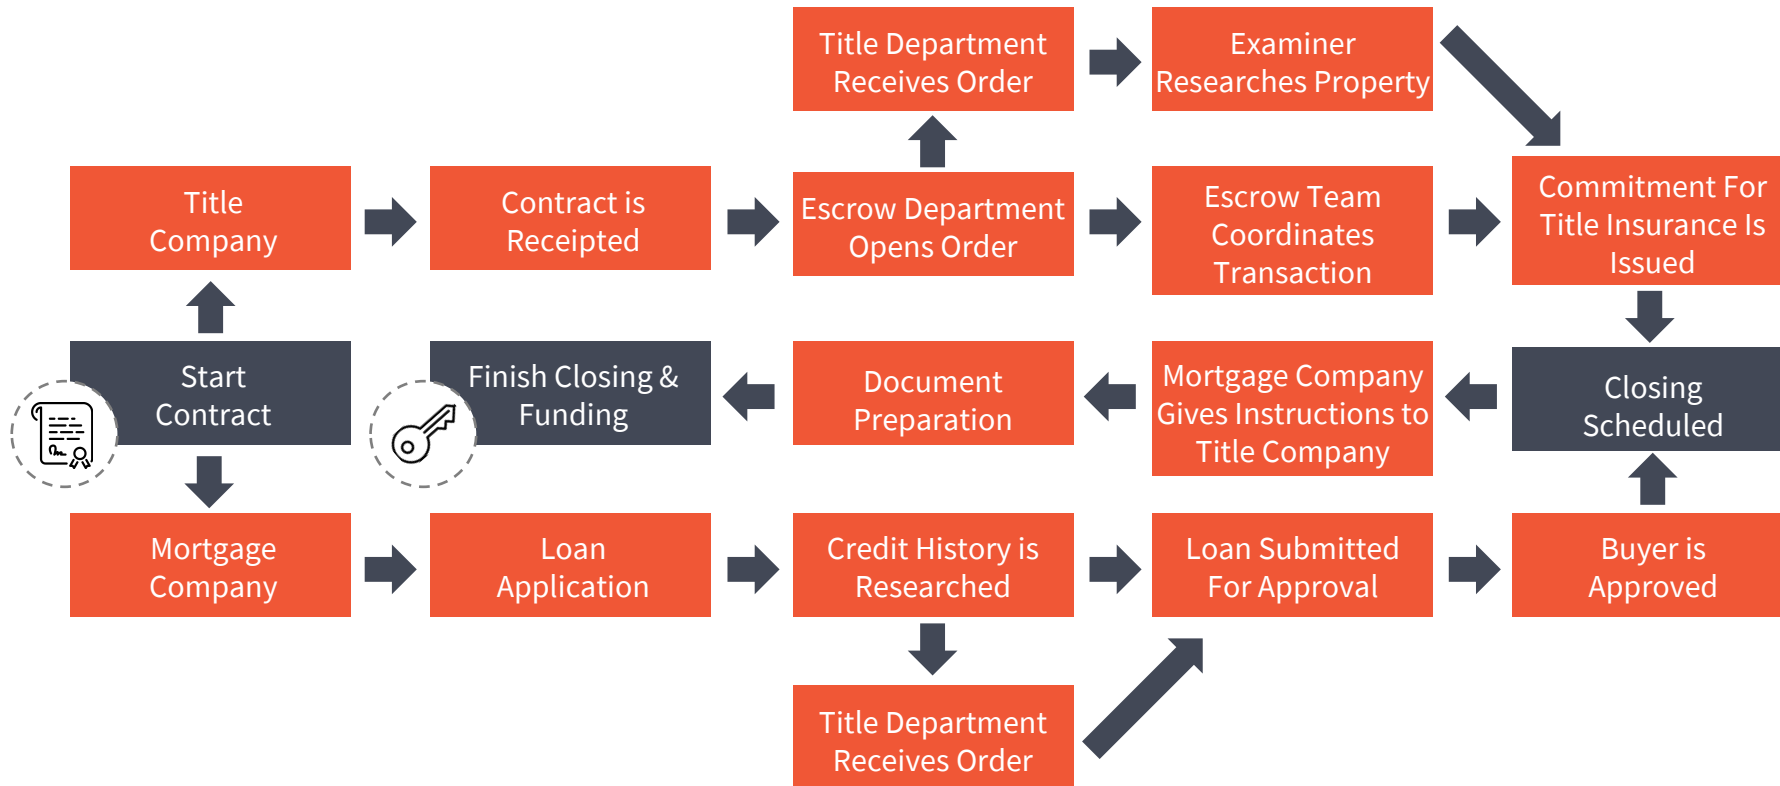 Title Department
Receives Order
Examiner
Researches Property
Title
Company
Contract is
Receipted
Escrow Department
Opens Order
Escrow Team
Coordinates
Transaction
Commitment For
Title Insurance Is
Issued
Start
Contract
Finish Closing &
Funding
Document
Preparation
Mortgage Company
Gives Instructions to
Title Company
Closing
Scheduled
Mortgage
Company
Loan
Application
Credit History is
Researched
Loan Submitted
For Approval
Buyer is
Approved
Title Department
Receives Order